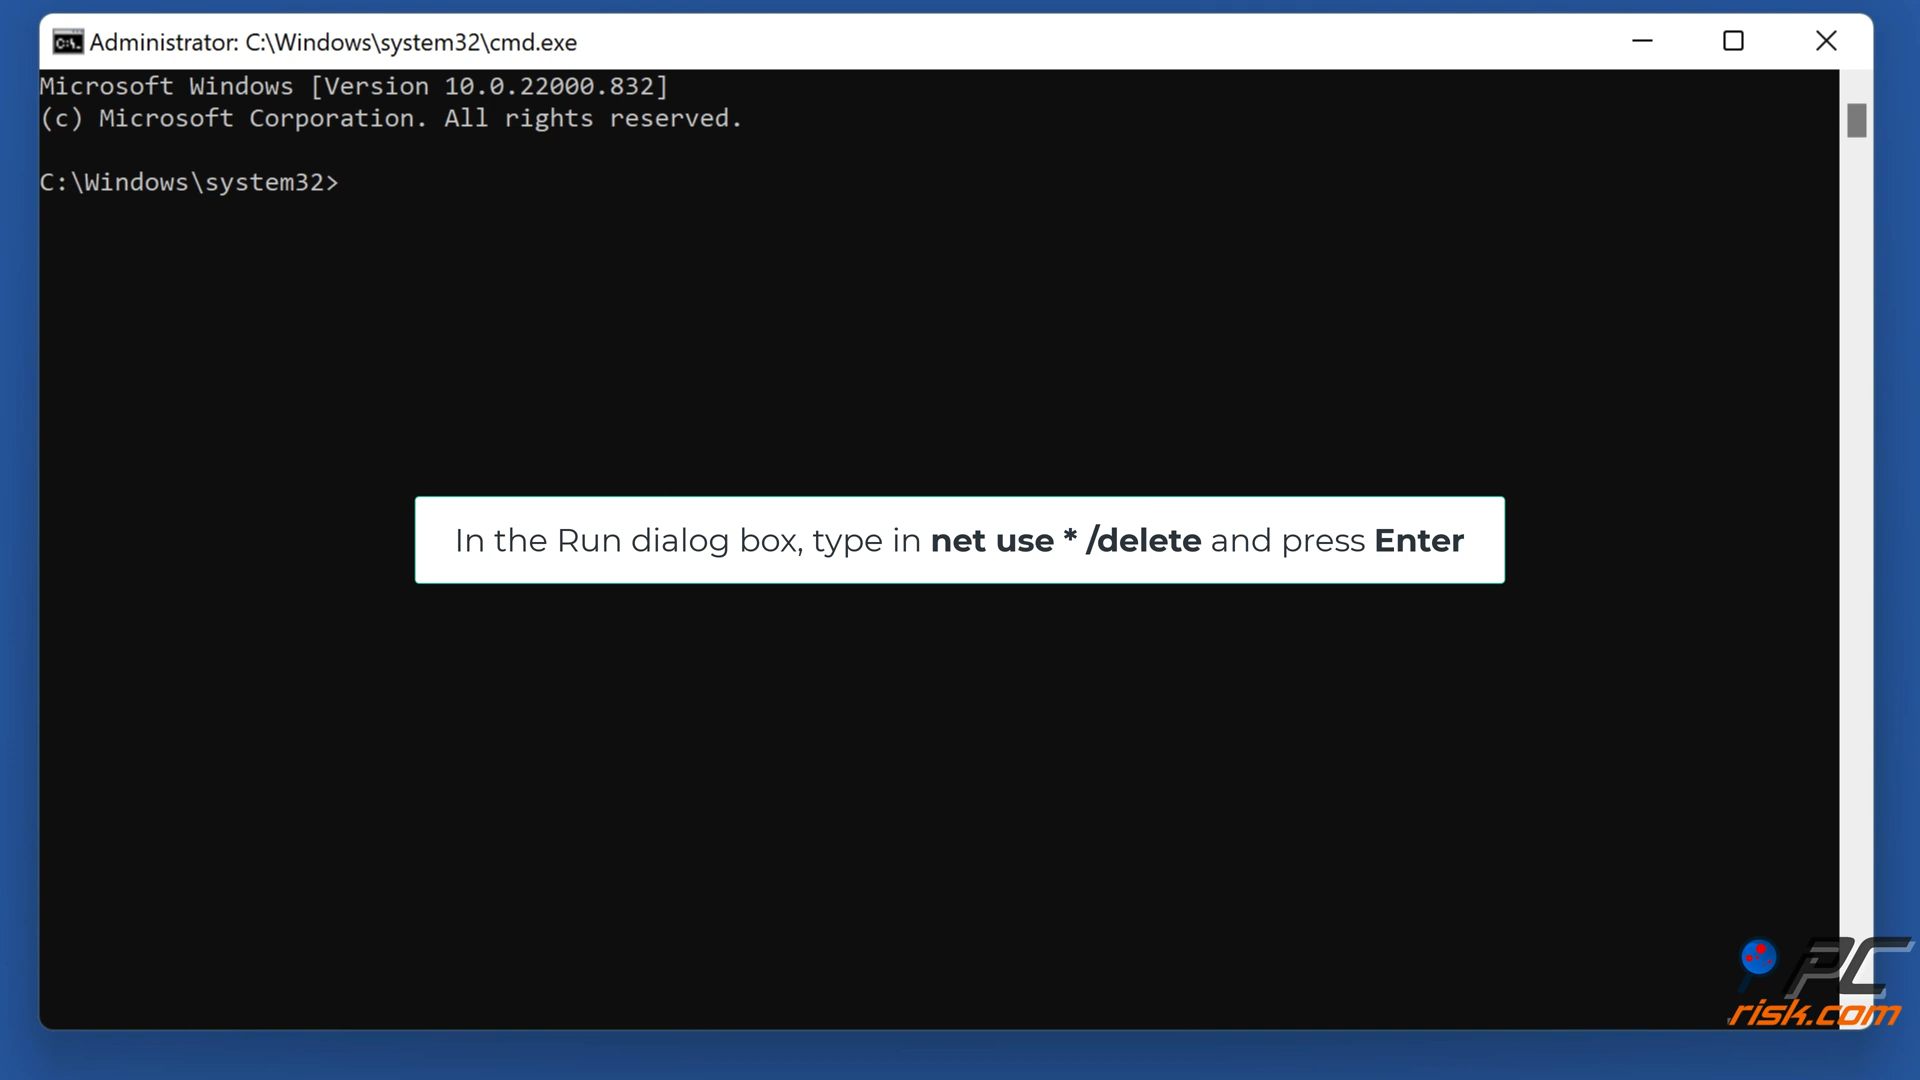 Administrator: C:\Windows\system32\cmd.exe
Microsoft Windows [Version 10.0.22000.832]
(c) Microsoft Corporation. All rights reserved.
C:\Windows\system32>
In the Run dialog box, type in net use * /delete and press Enter
PC
risk.com